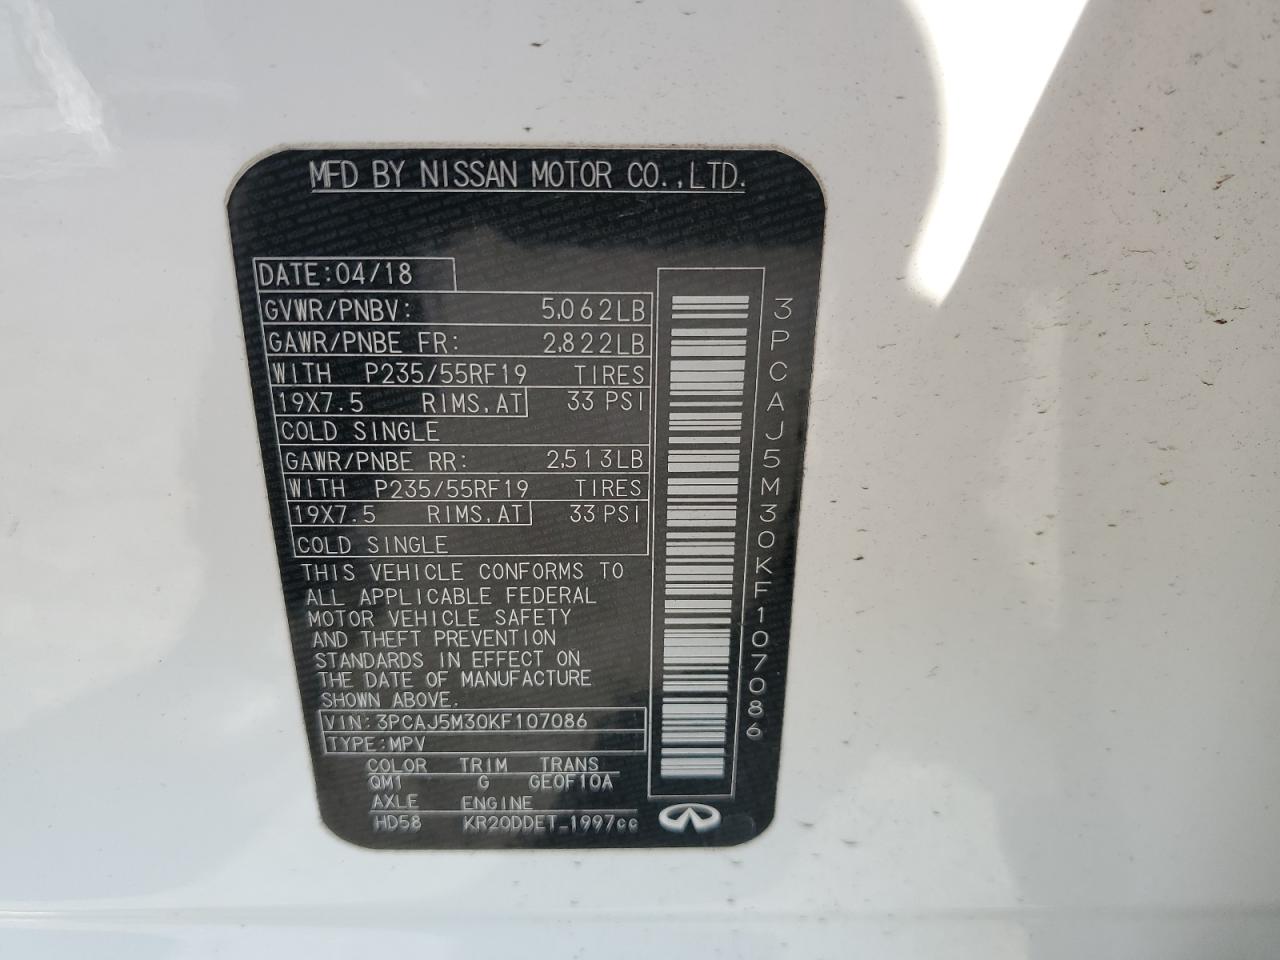 MFD BY NISSAN MOTOR CO.,LTD.
DATE:04/18
GVWR/PNBV: 5,062LB
GAWR/PNBE FR: 2,822LB
WITH P235/55RF19 TIRES
19X7.5 RIMS,AT 33 PSI
COLD SINGLE
GAWR/PNBE RR: 2,513LB
WITH P235/55RF19 TIRES
19X7.5 RIMS,AT 33 PSI
COLD SINGLE
THIS VEHICLE CONFORMS TO
ALL APPLICABLE FEDERAL
MOTOR VEHICLE SAFETY
AND THEFT PREVENTION
STANDARDS IN EFFECT ON
THE DATE OF MANUFACTURE
SHOWN ABOVE.
VIN:3PCAJ5M30KF107086
TYPE:MPV
COLOR TRIM TRANS
QM1 G GE0F10A
AXLE ENGINE
HD58 KR20DDET_1997cc
3PCAJ5M30KF107086